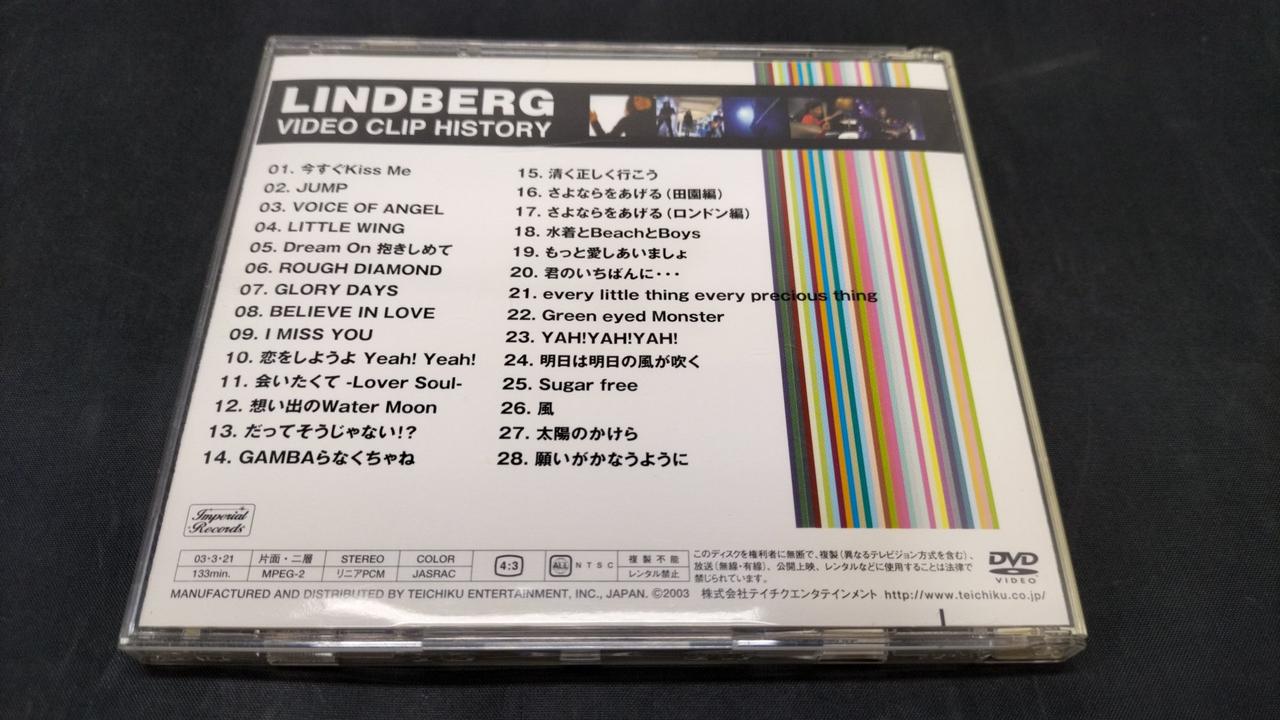 LINDBERG
VIDEO CLIP HISTORY
01. 今すぐKiss Me
02. JUMP
03. VOICE OF ANGEL
04. LITTLE WING
05. Dream On 抱きしめて
06. ROUGH DIAMOND
07. GLORY DAYS
08. BELIEVE IN LOVE
09. I MISS YOU
10. 恋をしようよ Yeah! Yeah!
11. 会いたくて -Lover Soul-
12. 想い出のWater Moon
13. だってそうじゃない!?
14. GAMBAらなくちゃね
15. 清く正しく行こう
16. さよならをあげる（田園編）
17. さよならをあげる（ロンドン編）
18. 水着とBeachとBoys
19. もっと愛しあいましょ
20. 君のいちばんに･･･
21. every little thing every precious thing
22. Green eyed Monster
23. YAH!YAH!YAH!
24. 明日は明日の風が吹く
25. Sugar free
26. 風
27. 太陽のかけら
28. 願いがかなうように
Imperial
Records
03･3･21 片面・二層 STEREO COLOR
133min. MPEG-2 リニアPCM JASRAC
4:3
ALL NTSC
複製不能
レンタル禁止
このディスクを権利者に無断で、複製（異なるテレビジョン方式を含む）、
放送（無線・有線）、公開上映、レンタルなどに使用することは法律で
禁じられています。
DVD
VIDEO
MANUFACTURED AND DISTRIBUTED BY TEICHIKU ENTERTAINMENT, INC., JAPAN. ©2003 株式会社テイチクエンタテインメント http://www.teichiku.co.jp/